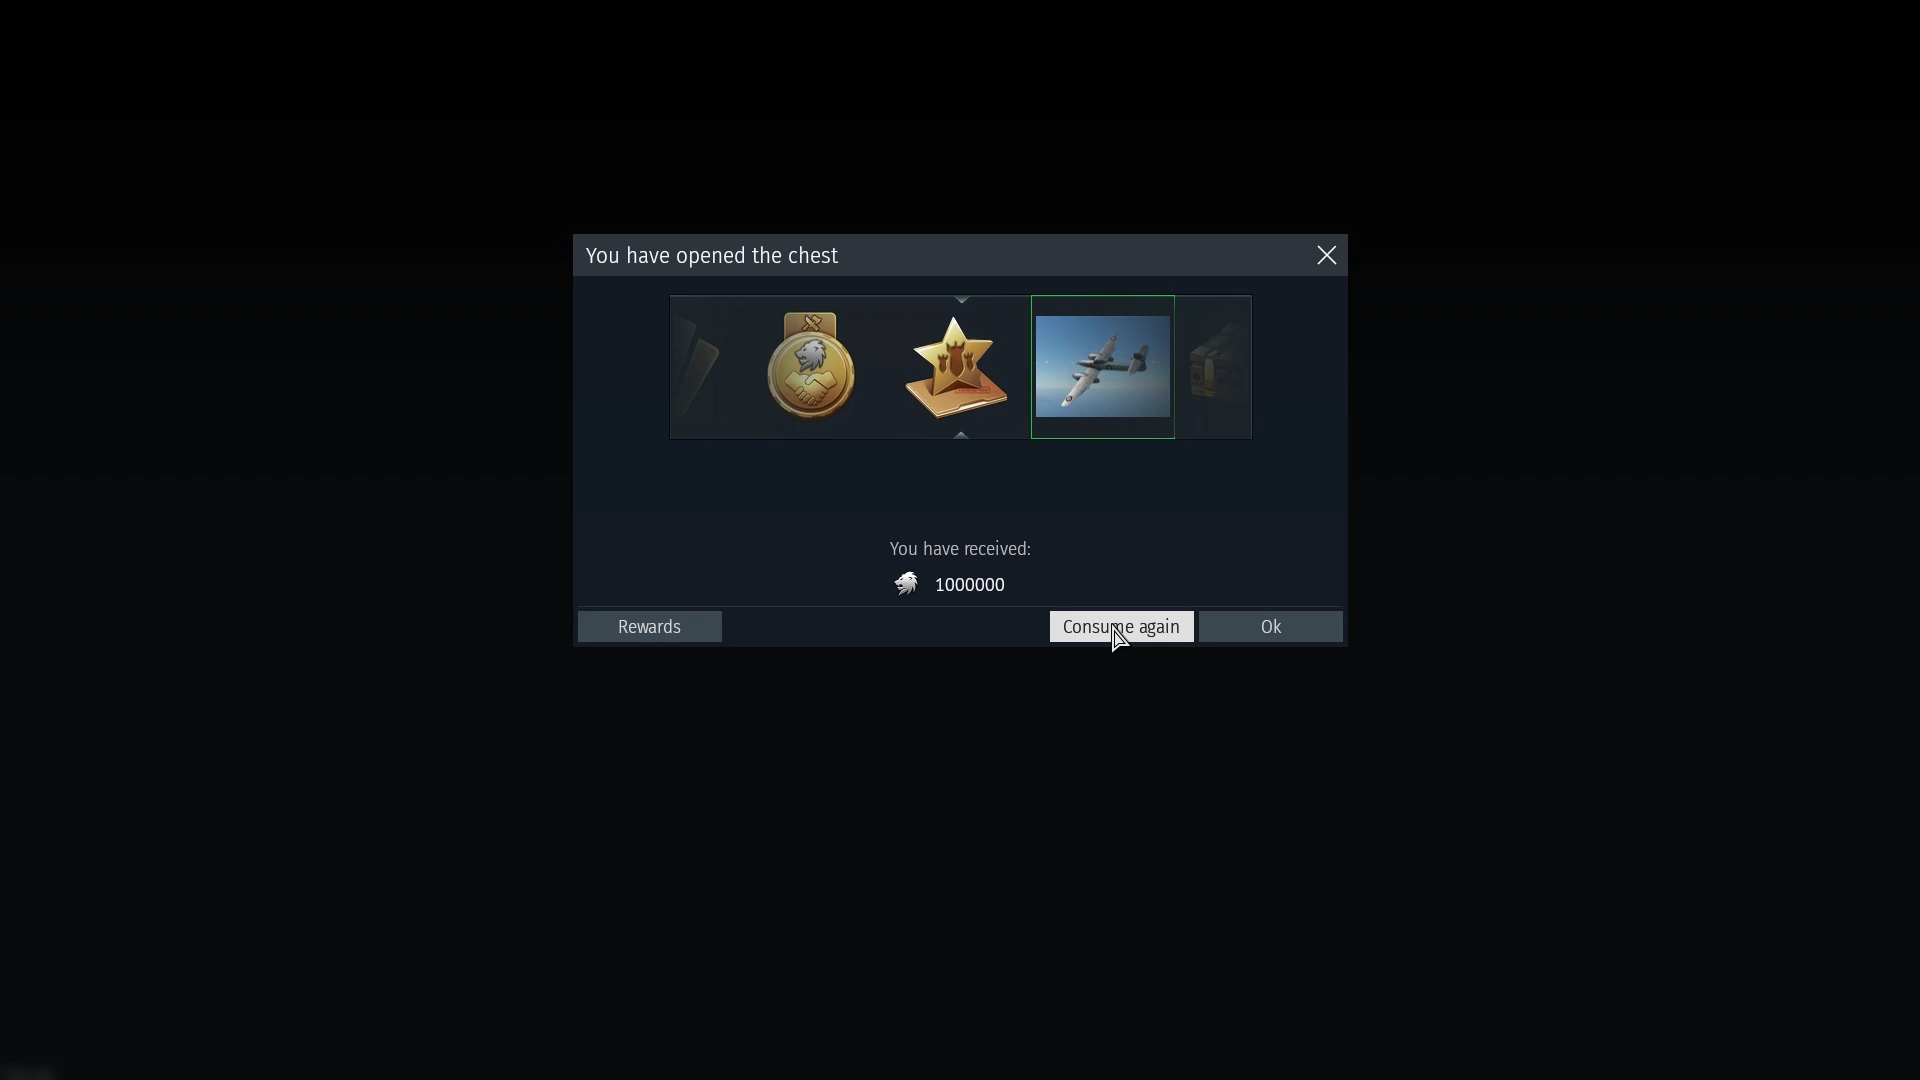 You have opened the chest
You have received:
1000000
Rewards
Consume again
Ok